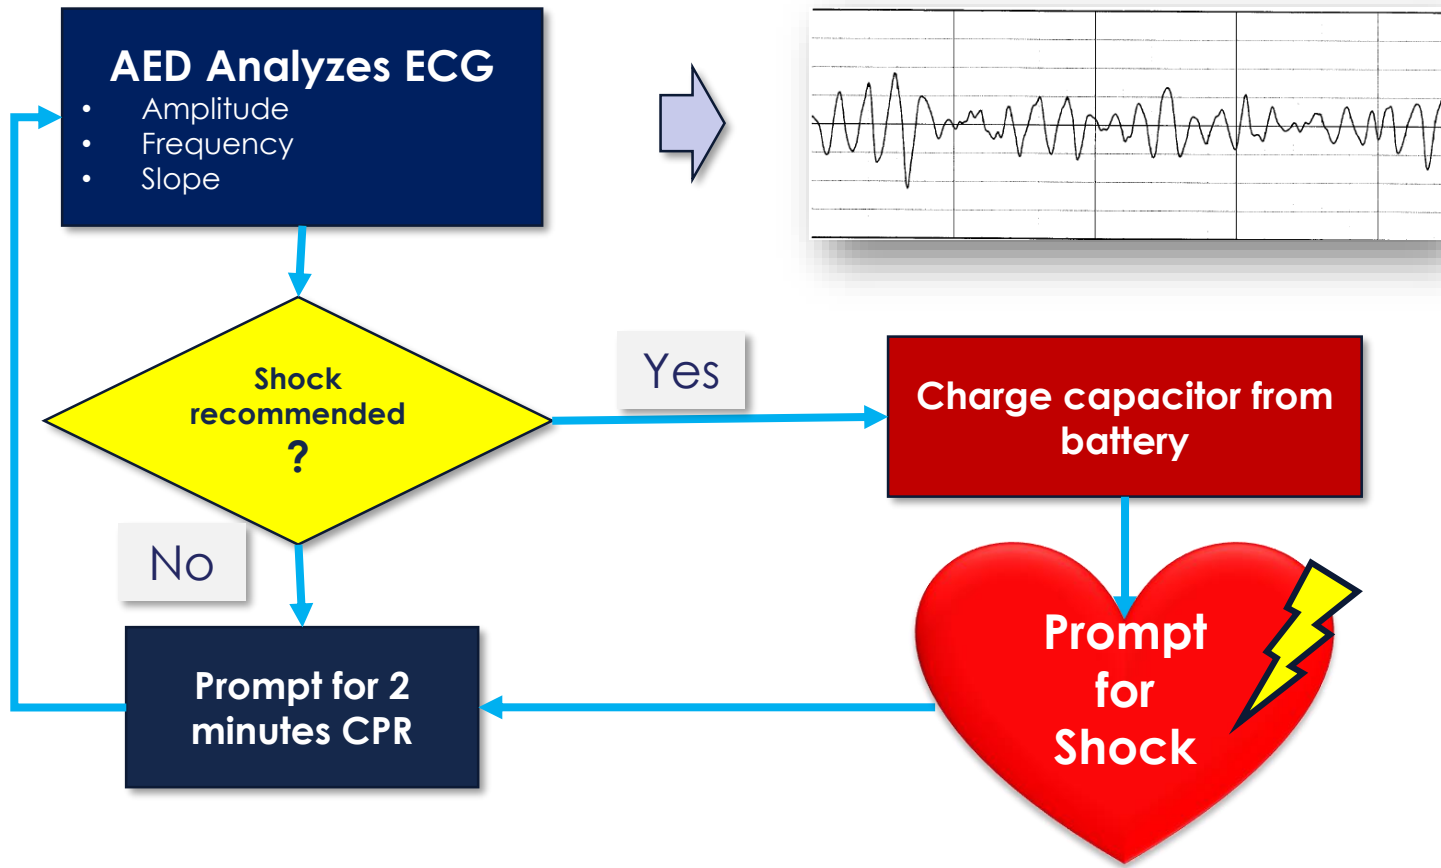 AED Analyzes ECG
• Amplitude
• Frequency
• Slope
Shock
recommended
?
Yes
Charge capacitor from
battery
No
Prompt for 2
minutes CPR
Prompt
for
Shock